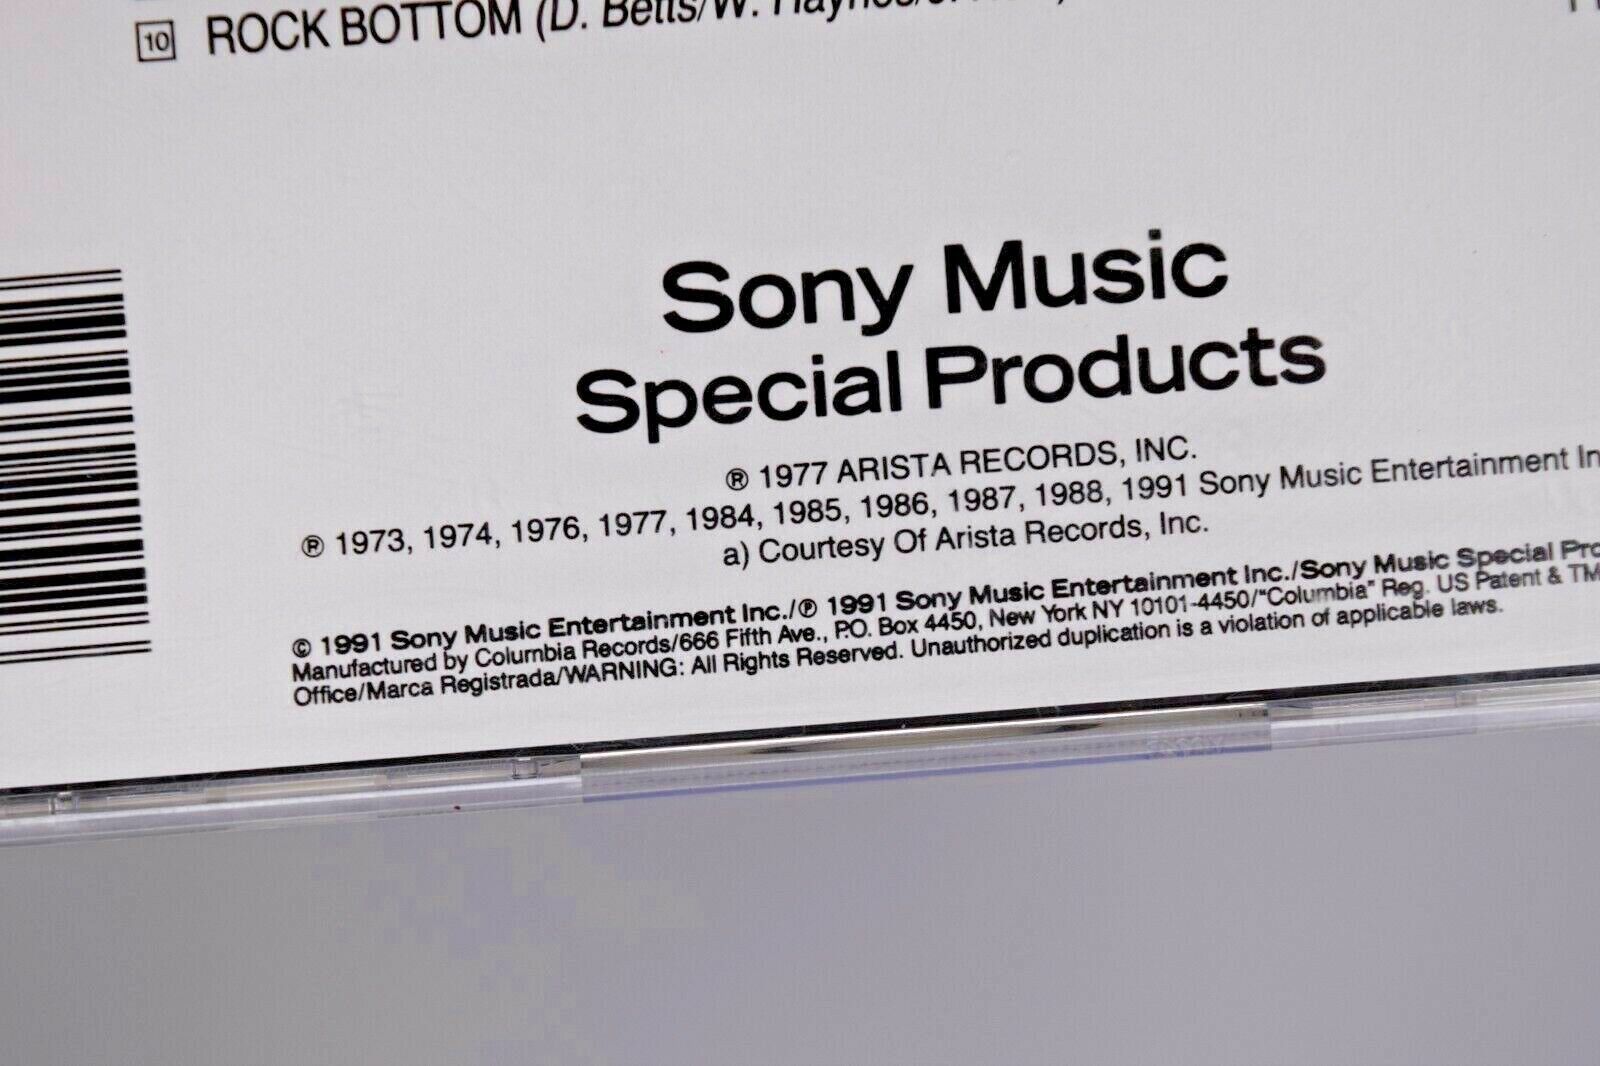 10 ROCK BOTTOM (D. Betts/W. Haynes/
Sony Music
Special Products
℗ 1977 ARISTA RECORDS, INC.
℗ 1973, 1974, 1976, 1977, 1984, 1985, 1986, 1987, 1988, 1991 Sony Music Entertainment In
a) Courtesy Of Arista Records, Inc.
© 1991 Sony Music Entertainment Inc./℗ 1991 Sony Music Entertainment Inc./Sony Music Special Pro
Manufactured by Columbia Records/666 Fifth Ave., P.O. Box 4450, New York NY 10101-4450/"Columbia" Reg. US Patent & TM
Office/Marca Registrada/WARNING: All Rights Reserved. Unauthorized duplication is a violation of applicable laws.